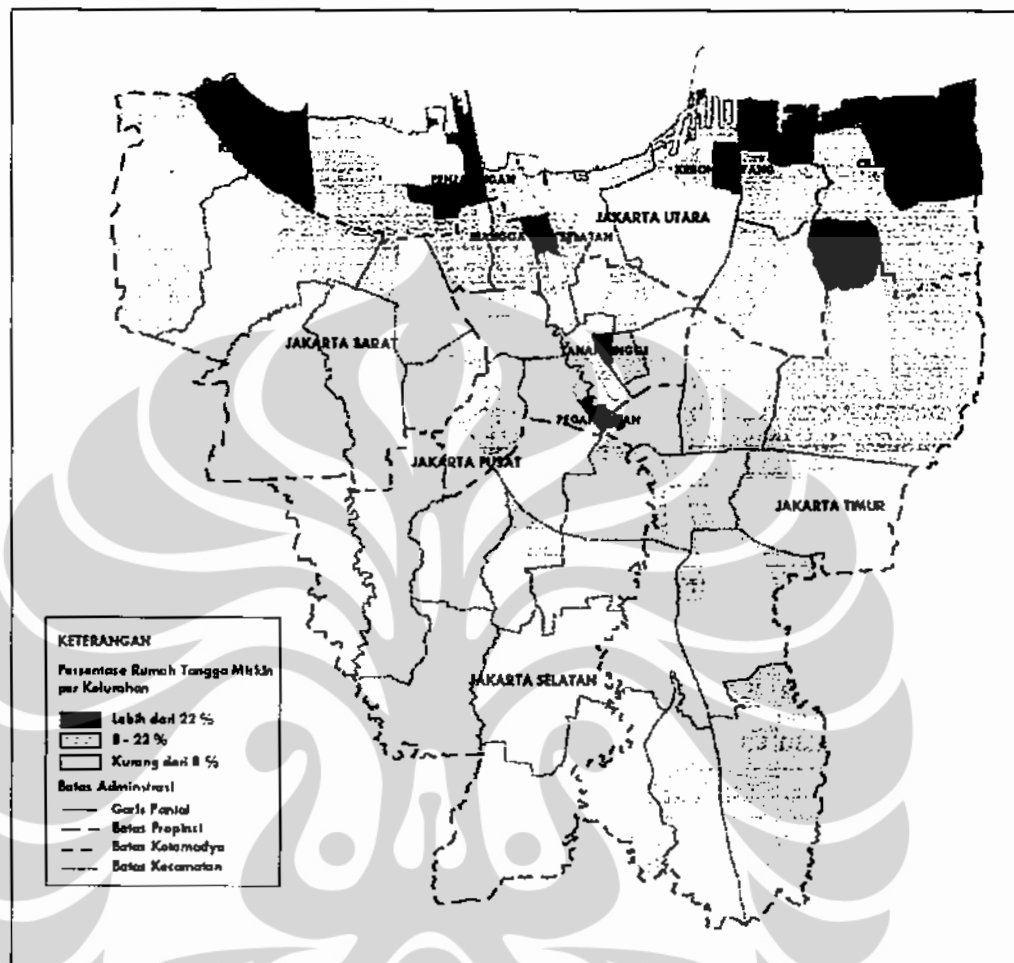 JAKARTA UTARA
JAKARTA BARAT
JAKARTA PUSAT
JAKARTA TIMUR
JAKARTA SELATAN
KETERANGAN
Persentase Rumah Tangga Miskin
per Kelurahan
Lebih dari 22 %
8 - 22 %
Kurang dari 8 %
Batas Adminstrasi
Garis Pantai
Batas Propinsi
Batas Kotamadya
Batas Kecamatan